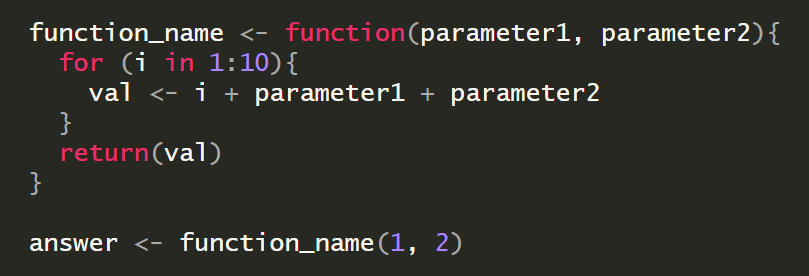 function_name <- function(parameter1, parameter2){
  for (i in 1:10){
    val <- i + parameter1 + parameter2
  }
  return(val)
}

answer <- function_name(1, 2)